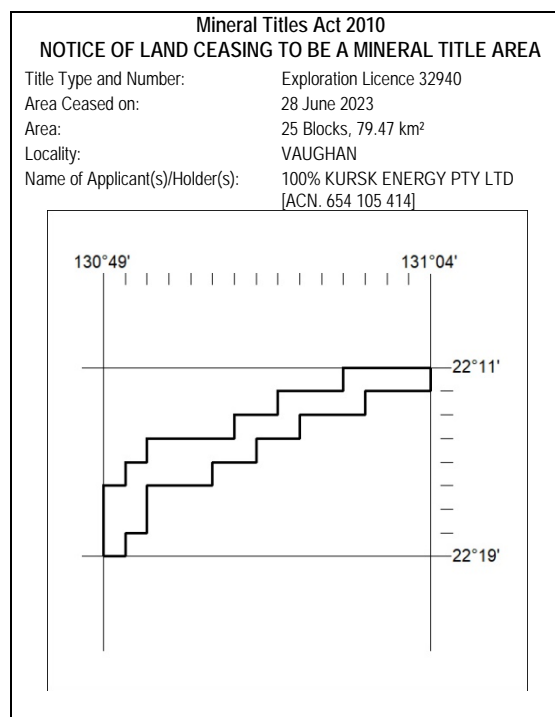 Mineral Titles Act 2010
NOTICE OF LAND CEASING TO BE A MINERAL TITLE AREA
Title Type and Number: Exploration Licence 32940
Area Ceased on: 28 June 2023
Area: 25 Blocks, 79.47 km²
Locality: VAUGHAN
Name of Applicant(s)/Holder(s): 100% KURSK ENERGY PTY LTD
[ACN. 654 105 414]
130°49' 131°04'
22°11'
22°19'